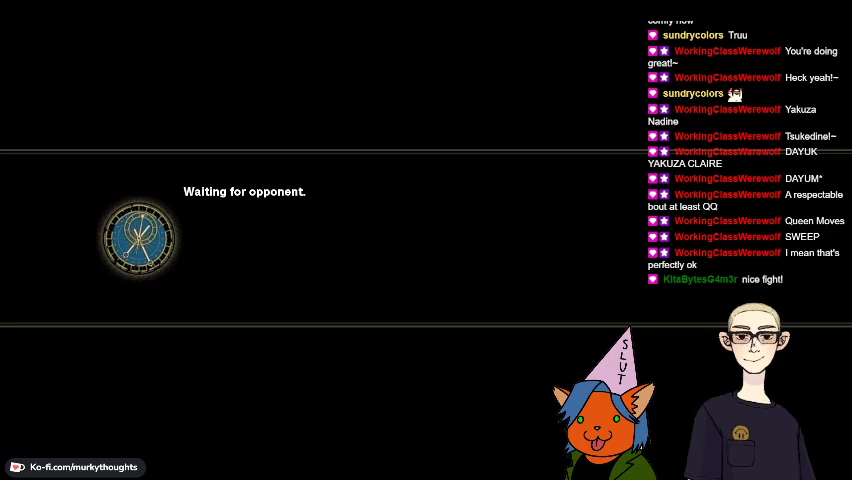 sundrycolors Truu
WorkingClassWerewolf You're doing
great!~
WorkingClassWerewolf Heck yeah!~
sundrycolors
WorkingClassWerewolf Yakuza
Nadine
WorkingClassWerewolf Tsukedine!~
WorkingClassWerewolf DAYUK
YAKUZA CLAIRE
WorkingClassWerewolf DAYUM*
WorkingClassWerewolf A respectable
bout at least QQ
WorkingClassWerewolf Queen Moves
WorkingClassWerewolf SWEEP
WorkingClassWerewolf I mean that's
perfectly ok
KitaBytesG4m3r nice fight!
Waiting for opponent.
SLUT
Ko-fi.com/murkythoughts